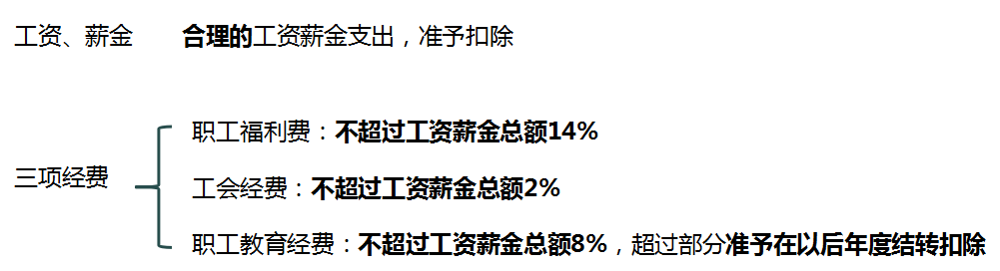 工资、薪金 合理的工资薪金支出，准予扣除
职工福利费：不超过工资薪金总额14%
三项经费
工会经费：不超过工资薪金总额2%
职工教育经费：不超过工资薪金总额8%，超过部分准予在以后年度结转扣除